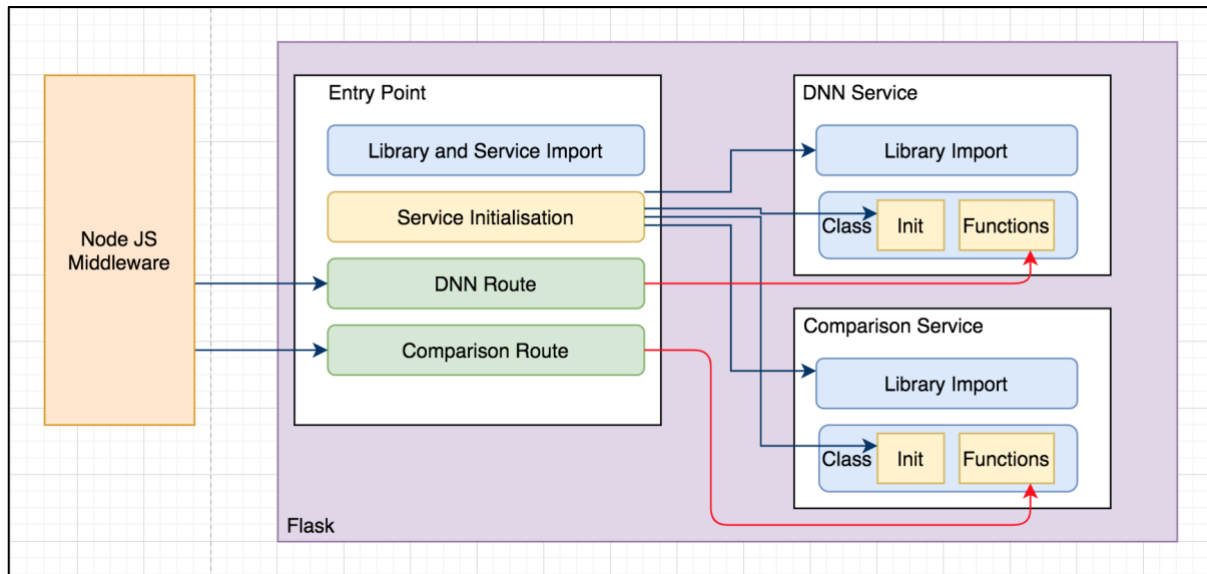 Entry Point
Library and Service Import
Service Initialisation
DNN Route
Comparison Route
Node JS
Middleware
DNN Service
Library Import
Class
Init
Functions
Comparison Service
Library Import
Class
Init
Functions
Flask